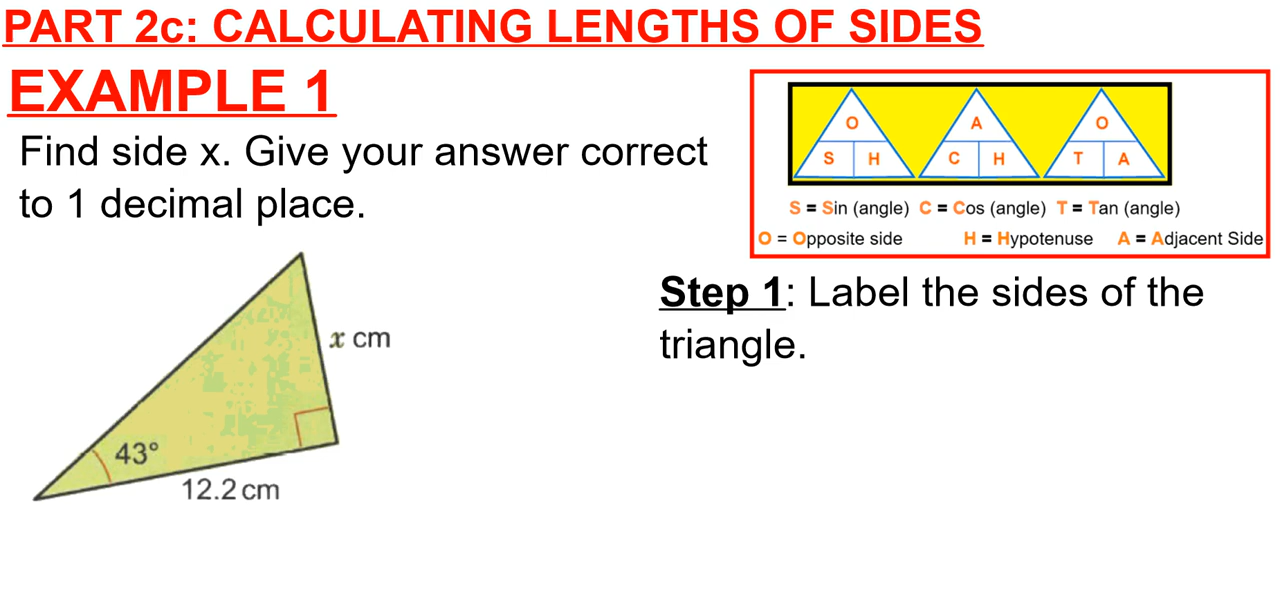 PART 2c: CALCULATING LENGTHS OF SIDES
EXAMPLE 1
Find side x. Give your answer correct
to 1 decimal place.
O
S H
A
C H
O
T A
S = Sin (angle) C = Cos (angle) T = Tan (angle)
O = Opposite side H = Hypotenuse A = Adjacent Side
Step 1: Label the sides of the
triangle.
x cm
43°
12.2 cm